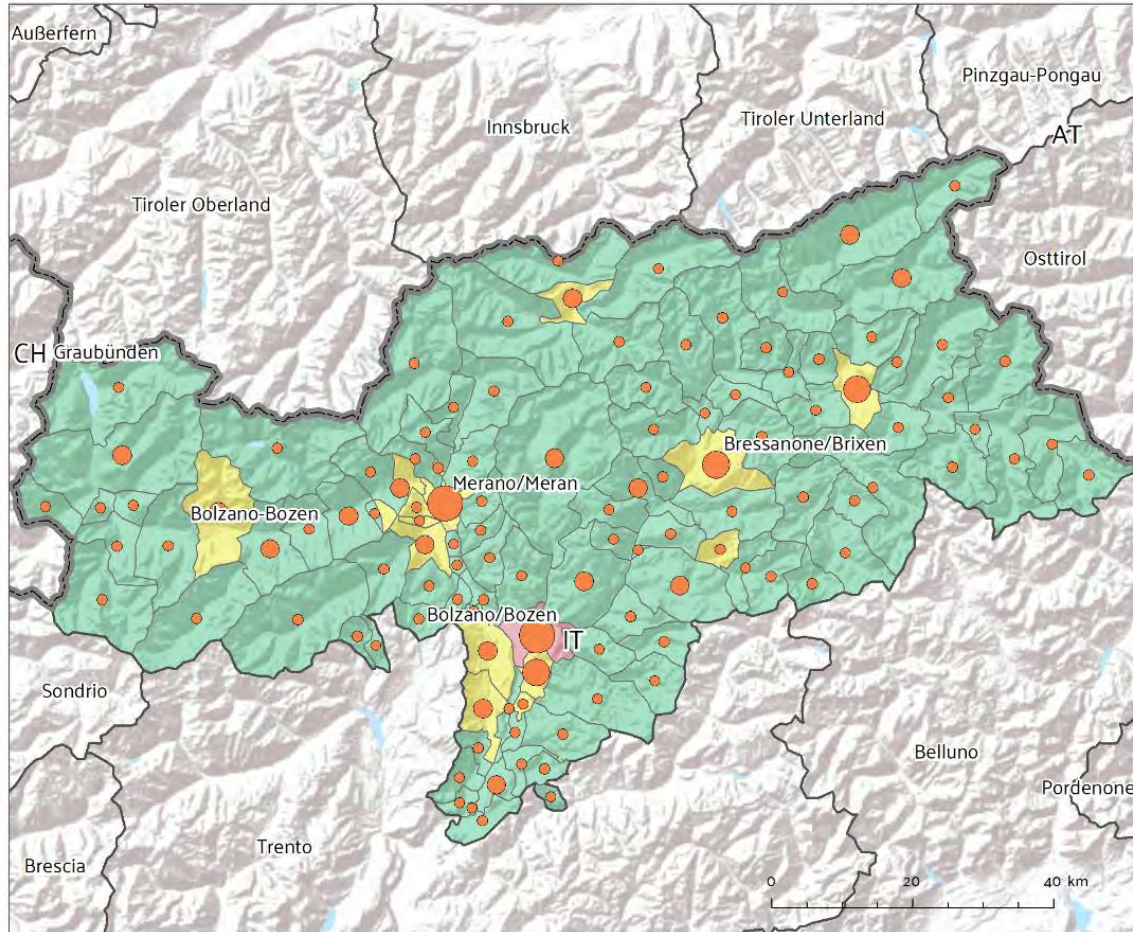 Außerfern
Pinzgau-Pongau
Innsbruck
Tiroler Unterland
AT
Tiroler Oberland
Osttirol
CH
Graubünden
Bressanone/Brixen
Merano/Meran
Bolzano-Bozen
Bolzano/Bozen
IT
Sondrio
Belluno
Pordenone
Trento
Brescia
0 20 40 km